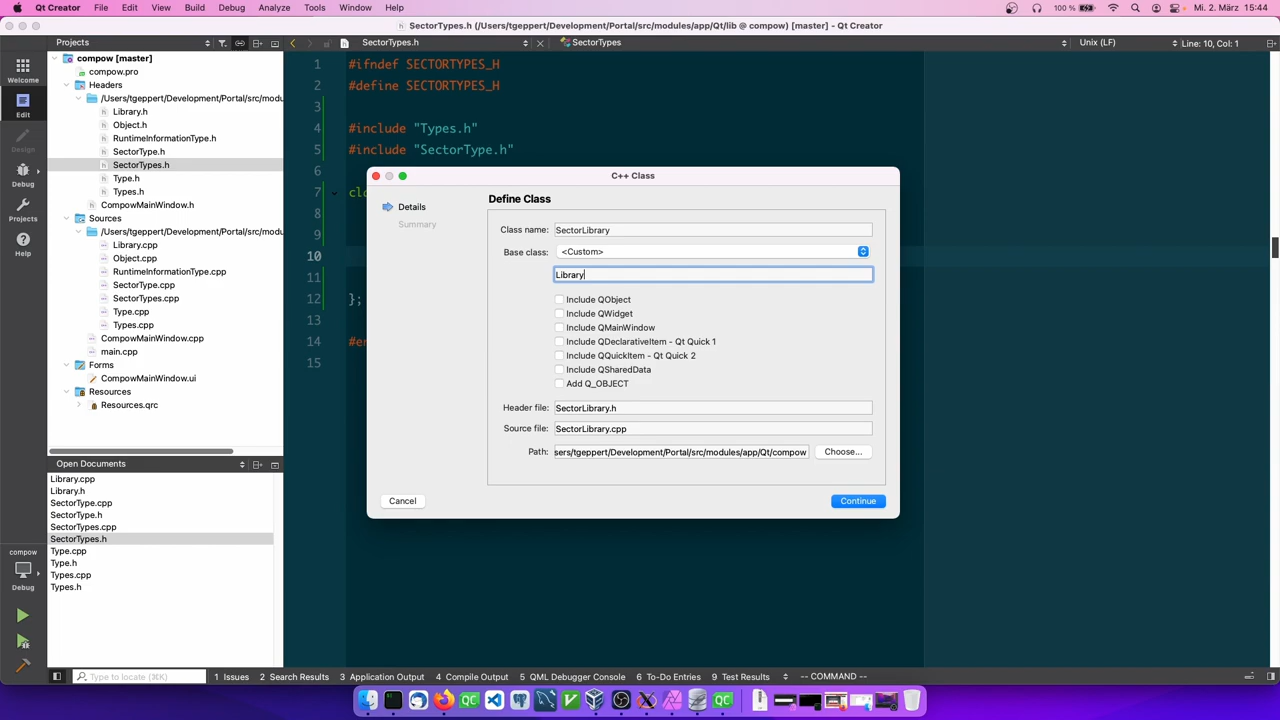 Qt Creator File Edit View Build Debug Analyze Tools Window Help 100 % Mi. 2. März 15:44
SectorTypes.h (/Users/tgeppert/Development/Portal/src/modules/app/Qt/lib @ compow) [master] - Qt Creator
Projects
SectorTypes.h
SectorTypes
Unix (LF)
Line: 10, Col: 1
Welcome
Edit
Design
Debug
Projects
Help
compow
Debug
compow [master]
compow.pro
Headers
/Users/tgeppert/Development/Portal/src/modu
Library.h
Object.h
RuntimeInformationType.h
SectorType.h
SectorTypes.h
Type.h
Types.h
CompowMainWindow.h
Sources
/Users/tgeppert/Development/Portal/src/modu
Library.cpp
Object.cpp
RuntimeInformationType.cpp
SectorType.cpp
SectorTypes.cpp
Type.cpp
Types.cpp
CompowMainWindow.cpp
main.cpp
Forms
CompowMainWindow.ui
Resources
Resources.qrc
Open Documents
Library.cpp
Library.h
SectorType.cpp
SectorType.h
SectorTypes.cpp
SectorTypes.h
Type.cpp
Type.h
Types.cpp
Types.h
1 #ifndef SECTORTYPES_H
2 #define SECTORTYPES_H
3
4 #include "Types.h"
5 #include "SectorType.h"
6
7 cl
8
9
10
11
12 };
13
14 #e
15
C++ Class
Details
Summary
Define Class
Class name: SectorLibrary
Base class: <Custom>
Library
Include QObject
Include QWidget
Include QMainWindow
Include QDeclarativeItem - Qt Quick 1
Include QQuickItem - Qt Quick 2
Include QSharedData
Add Q_OBJECT
Header file: SectorLibrary.h
Source file: SectorLibrary.cpp
Path: sers/tgeppert/Development/Portal/src/modules/app/Qt/compow Choose...
Cancel Continue
Type to locate (⌘K) 1 Issues 2 Search Results 3 Application Output 4 Compile Output 5 QML Debugger Console 6 To-Do Entries 9 Test Results -- COMMAND --